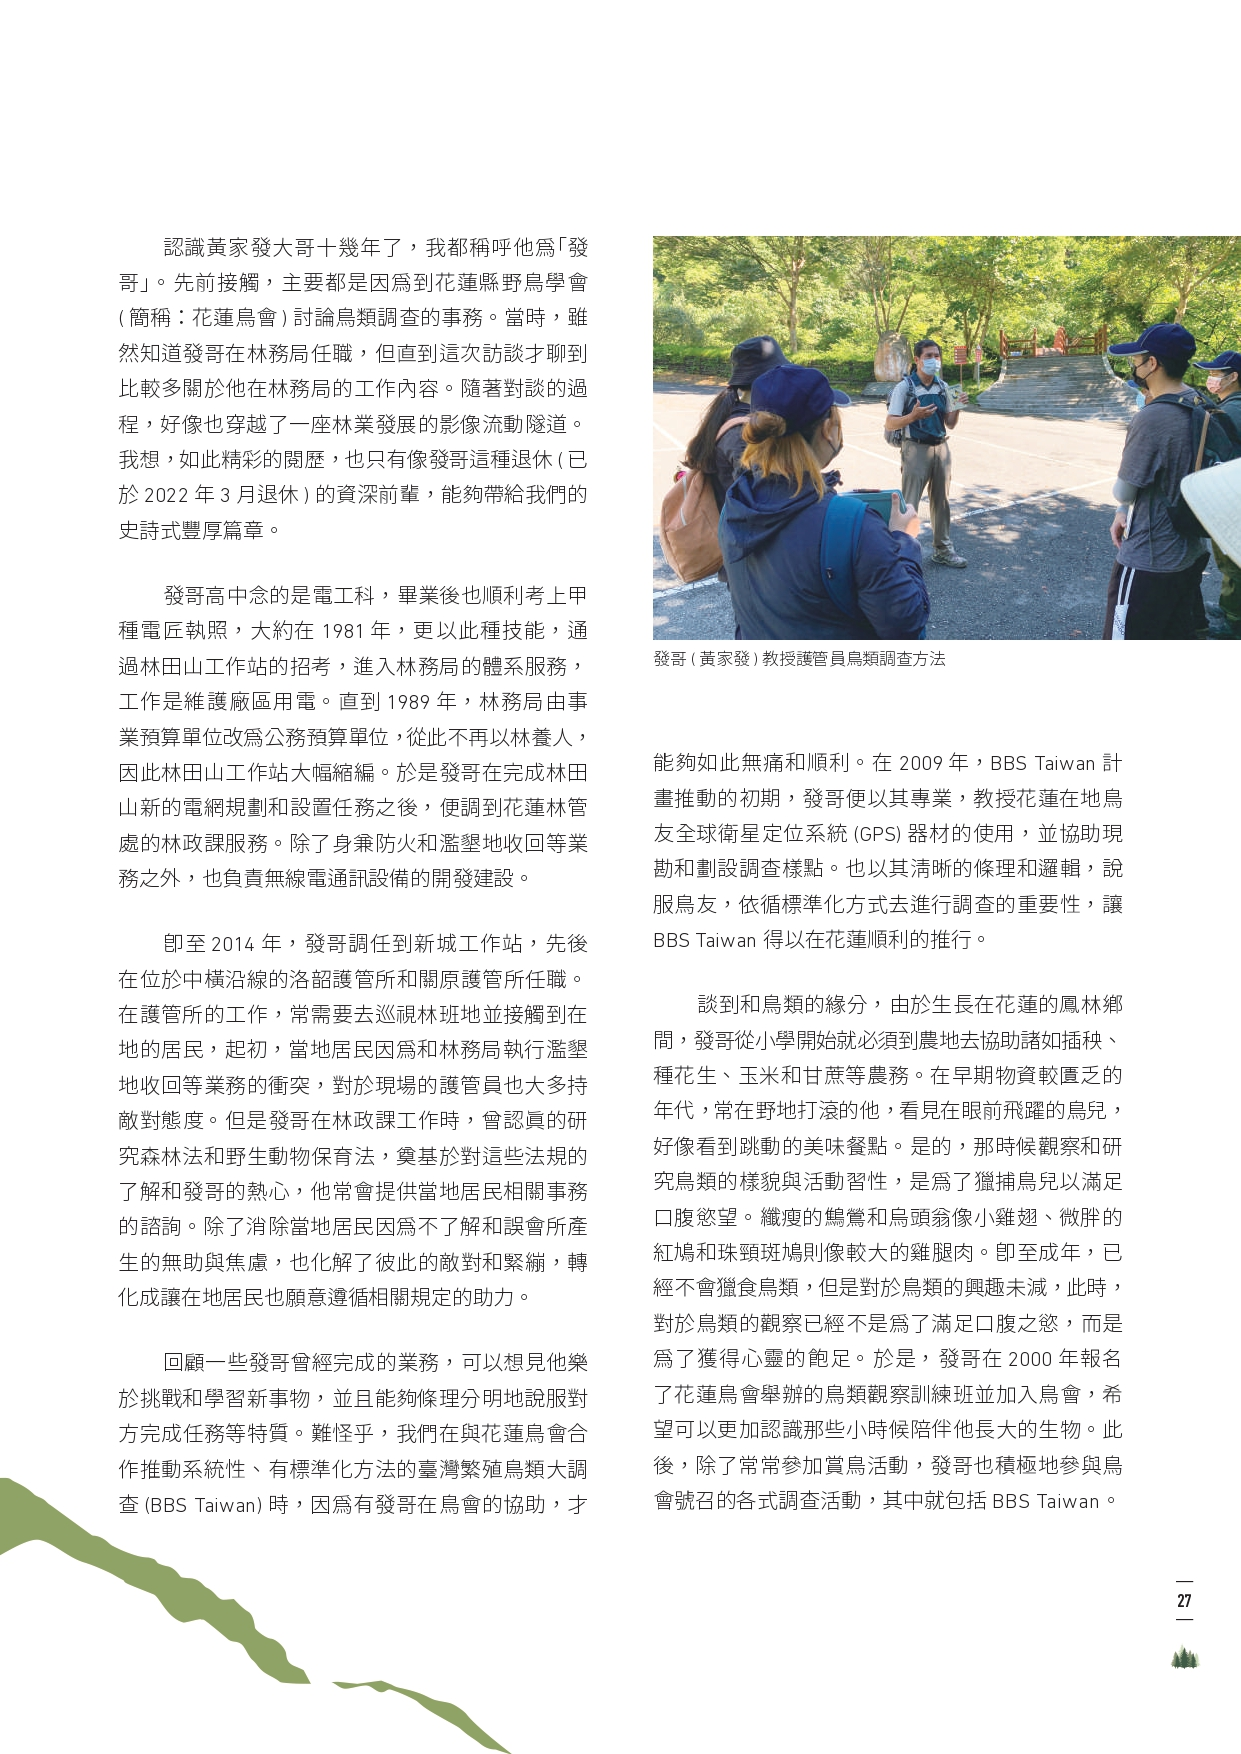 認識黃家發大哥十幾年了，我都稱呼他為「發
哥」。先前接觸，主要都是因為到花蓮縣野鳥學會
( 簡稱：花蓮鳥會 ) 討論鳥類調查的事務。當時，雖
然知道發哥在林務局任職，但直到這次訪談才聊到
比較多關於他在林務局的工作內容。隨著對談的過
程，好像也穿越了一座林業發展的影像流動隧道。
我想，如此精彩的閱歷，也只有像發哥這種退休 ( 已
於 2022 年 3 月退休 ) 的資深前輩，能夠帶給我們的
史詩式豐厚篇章。
發哥高中念的是電工科，畢業後也順利考上甲
種電匠執照，大約在 1981 年，更以此種技能，通
過林田山工作站的招考，進入林務局的體系服務，
工作是維護廠區用電。直到 1989 年，林務局由事
業預算單位改為公務預算單位，從此不再以林養人，
因此林田山工作站大幅縮編。於是發哥在完成林田
山新的電網規劃和設置任務之後，便調到花蓮林管
處的林政課服務。除了身兼防火和濫墾地收回等業
務之外，也負責無線電通訊設備的開發建設。
即至 2014 年，發哥調任到新城工作站，先後
在位於中橫沿線的洛韶護管所和關原護管所任職。
在護管所的工作，常需要去巡視林班地並接觸到在
地的居民，起初，當地居民因為和林務局執行濫墾
地收回等業務的衝突，對於現場的護管員也大多持
敵對態度。但是發哥在林政課工作時，曾認真的研
究森林法和野生動物保育法，奠基於對這些法規的
了解和發哥的熱心，他常會提供當地居民相關事務
的諮詢。除了消除當地居民因為不了解和誤會所產
生的無助與焦慮，也化解了彼此的敵對和緊繃，轉
化成讓在地居民也願意遵循相關規定的助力。
回顧一些發哥曾經完成的業務，可以想見他樂
於挑戰和學習新事物，並且能夠條理分明地說服對
方完成任務等特質。難怪乎，我們在與花蓮鳥會合
作推動系統性、有標準化方法的臺灣繁殖鳥類大調
查 (BBS Taiwan) 時，因為有發哥在鳥會的協助，才
發哥 ( 黃家發 ) 教授護管員鳥類調查方法
能夠如此無痛和順利。在 2009 年，BBS Taiwan 計
畫推動的初期，發哥便以其專業，教授花蓮在地鳥
友全球衛星定位系統 (GPS) 器材的使用，並協助現
勘和劃設調查樣點。也以其清晰的條理和邏輯，說
服鳥友，依循標準化方式去進行調查的重要性，讓
BBS Taiwan 得以在花蓮順利的推行。
談到和鳥類的緣分，由於生長在花蓮的鳳林鄉
間，發哥從小學開始就必須到農地去協助諸如插秧、
種花生、玉米和甘蔗等農務。在早期物資較匱乏的
年代，常在野地打滾的他，看見在眼前飛躍的鳥兒，
好像看到跳動的美味餐點。是的，那時候觀察和研
究鳥類的樣貌與活動習性，是為了獵捕鳥兒以滿足
口腹慾望。纖瘦的鷦鶯和烏頭翁像小雞翅、微胖的
紅鳩和珠頸斑鳩則像較大的雞腿肉。即至成年，已
經不會獵食鳥類，但是對於鳥類的興趣未減，此時，
對於鳥類的觀察已經不是為了滿足口腹之慾，而是
為了獲得心靈的飽足。於是，發哥在 2000 年報名
了花蓮鳥會舉辦的鳥類觀察訓練班並加入鳥會，希
望可以更加認識那些小時候陪伴他長大的生物。此
後，除了常常參加賞鳥活動，發哥也積極地參與鳥
會號召的各式調查活動，其中就包括 BBS Taiwan。
27